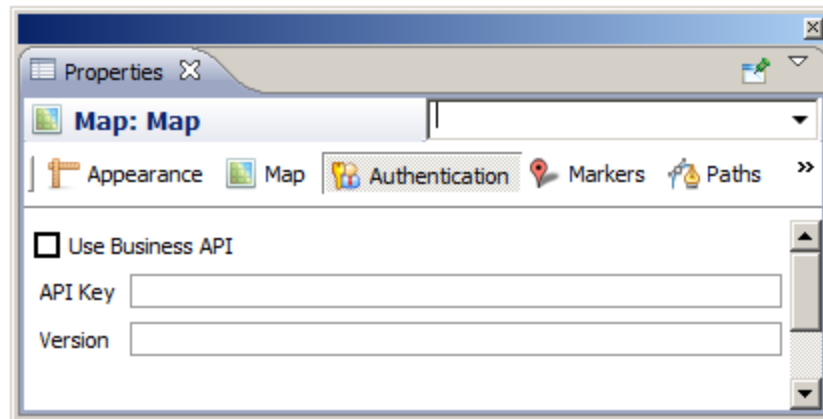 Properties
Map: Map
Appearance Map Authentication Markers Paths »
Use Business API
API Key
Version